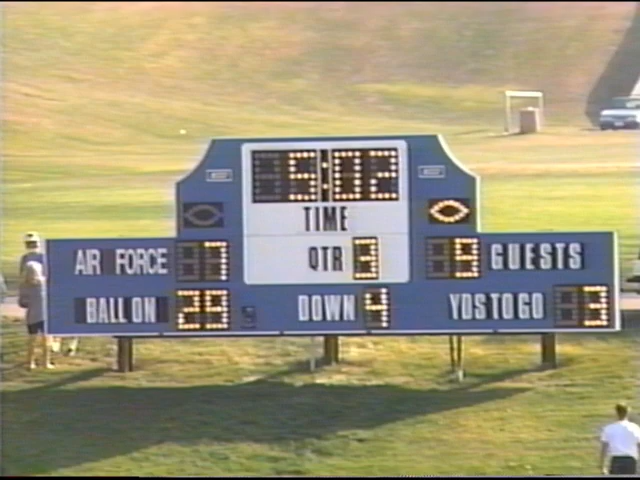 5:02
TIME
AIR FORCE 7 QTR 3 9 GUESTS
BALL ON 29 DOWN 4 YDS TO GO 3